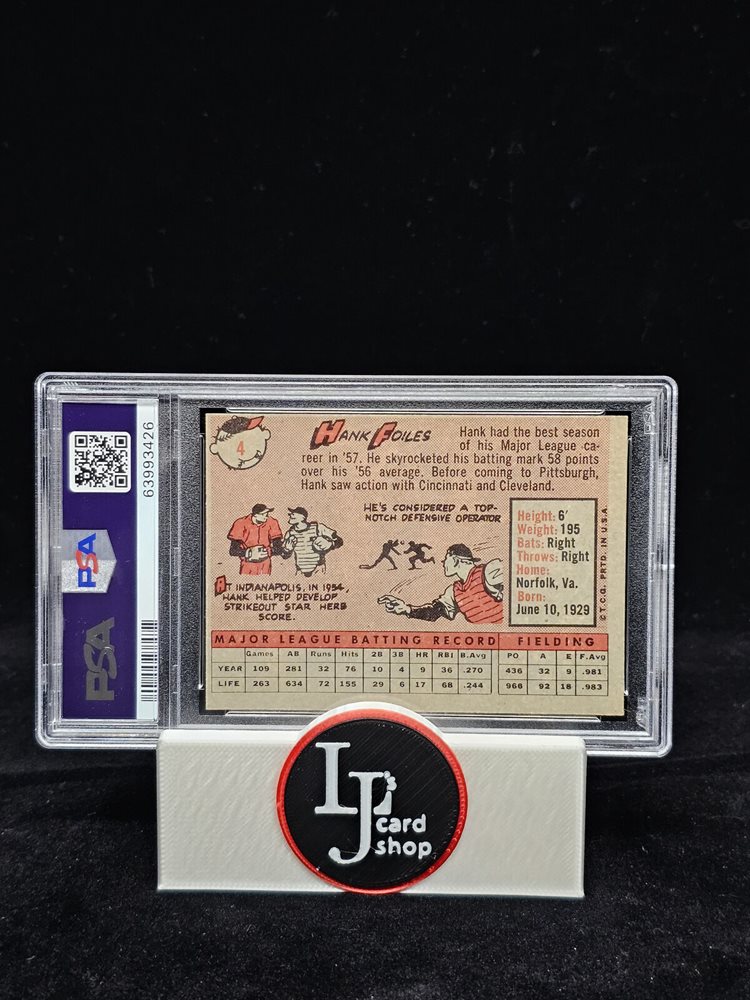 63993426
PSA
PSA
4
HANK FOILES
Hank had the best season
of his Major League ca-
reer in '57. He skyrocketed his batting mark 58 points
over his '56 average. Before coming to Pittsburgh,
Hank saw action with Cincinnati and Cleveland.
HE'S CONSIDERED A TOP-
NOTCH DEFENSIVE OPERATOR
AT INDIANAPOLIS, IN 1954,
HANK HELPED DEVELOP
STRIKEOUT STAR HERB
SCORE.
Height: 6'
Weight: 195
Bats: Right
Throws: Right
Home:
Norfolk, Va.
Born:
June 10, 1929
© T.C.G. PRTD. IN U.S.A.
MAJOR LEAGUE BATTING RECORD FIELDING
Games AB Runs Hits 2B 3B HR RBI B.Avg PO A E F.Avg
YEAR 109 281 32 76 10 4 9 36 .270 436 32 9 .981
LIFE 263 634 72 155 29 6 17 68 .244 966 92 18 .983
LJ's
card
shop